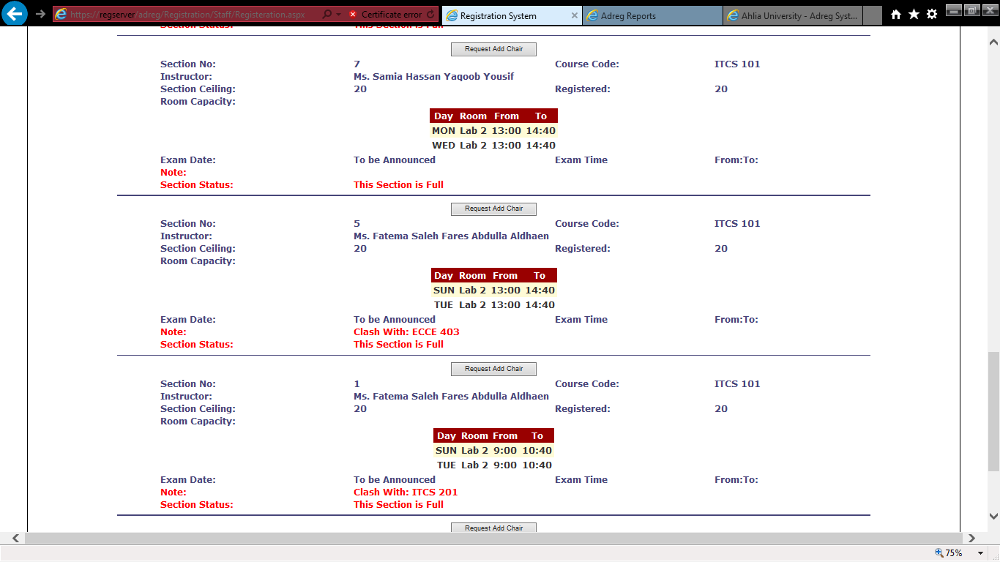 https://regserver/adreg/Registration/Staff/Registeration.aspx Certificate error Registration System Adreg Reports Ahlia University - Adreg Syst...
Section Status: This Section is Full
Request Add Chair
Section No: 7 Course Code: ITCS 101
Instructor: Ms. Samia Hassan Yaqoob Yousif
Section Ceiling: 20 Registered: 20
Room Capacity:
Day Room From To
MON Lab 2 13:00 14:40
WED Lab 2 13:00 14:40
Exam Date: To be Announced Exam Time From:To:
Note:
Section Status: This Section is Full
Request Add Chair
Section No: 5 Course Code: ITCS 101
Instructor: Ms. Fatema Saleh Fares Abdulla Aldhaen
Section Ceiling: 20 Registered: 20
Room Capacity:
Day Room From To
SUN Lab 2 13:00 14:40
TUE Lab 2 13:00 14:40
Exam Date: To be Announced Exam Time From:To:
Note: Clash With: ECCE 403
Section Status: This Section is Full
Request Add Chair
Section No: 1 Course Code: ITCS 101
Instructor: Ms. Fatema Saleh Fares Abdulla Aldhaen
Section Ceiling: 20 Registered: 20
Room Capacity:
Day Room From To
SUN Lab 2 9:00 10:40
TUE Lab 2 9:00 10:40
Exam Date: To be Announced Exam Time From:To:
Note: Clash With: ITCS 201
Section Status: This Section is Full
Request Add Chair
75%